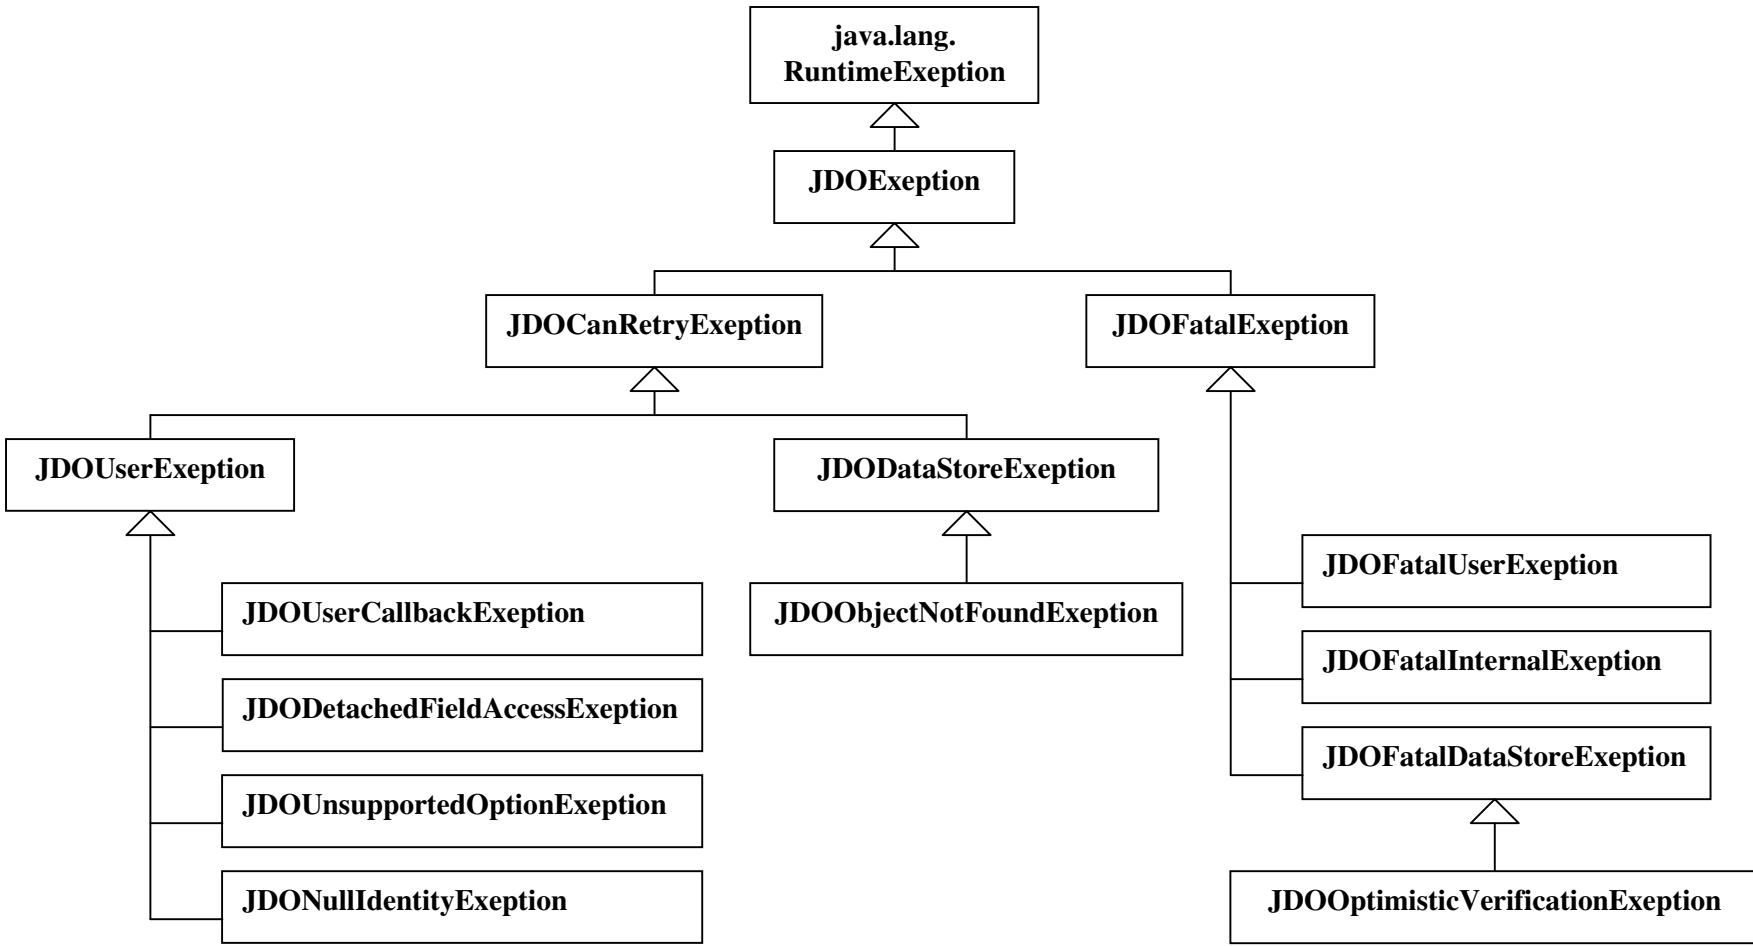 java.lang.
RuntimeExeption
JDOExeption
JDOCanRetryExeption
JDOFatalExeption
JDOUserExeption
JDODataStoreExeption
JDOFatalUserExeption
JDOUserCallbackExeption
JDOObjectNotFoundExeption
JDOFatalInternalExeption
JDODetachedFieldAccessExeption
JDOFatalDataStoreExeption
JDOUnsupportedOptionExeption
JDONullIdentityExeption
JDOOptimisticVerificationExeption